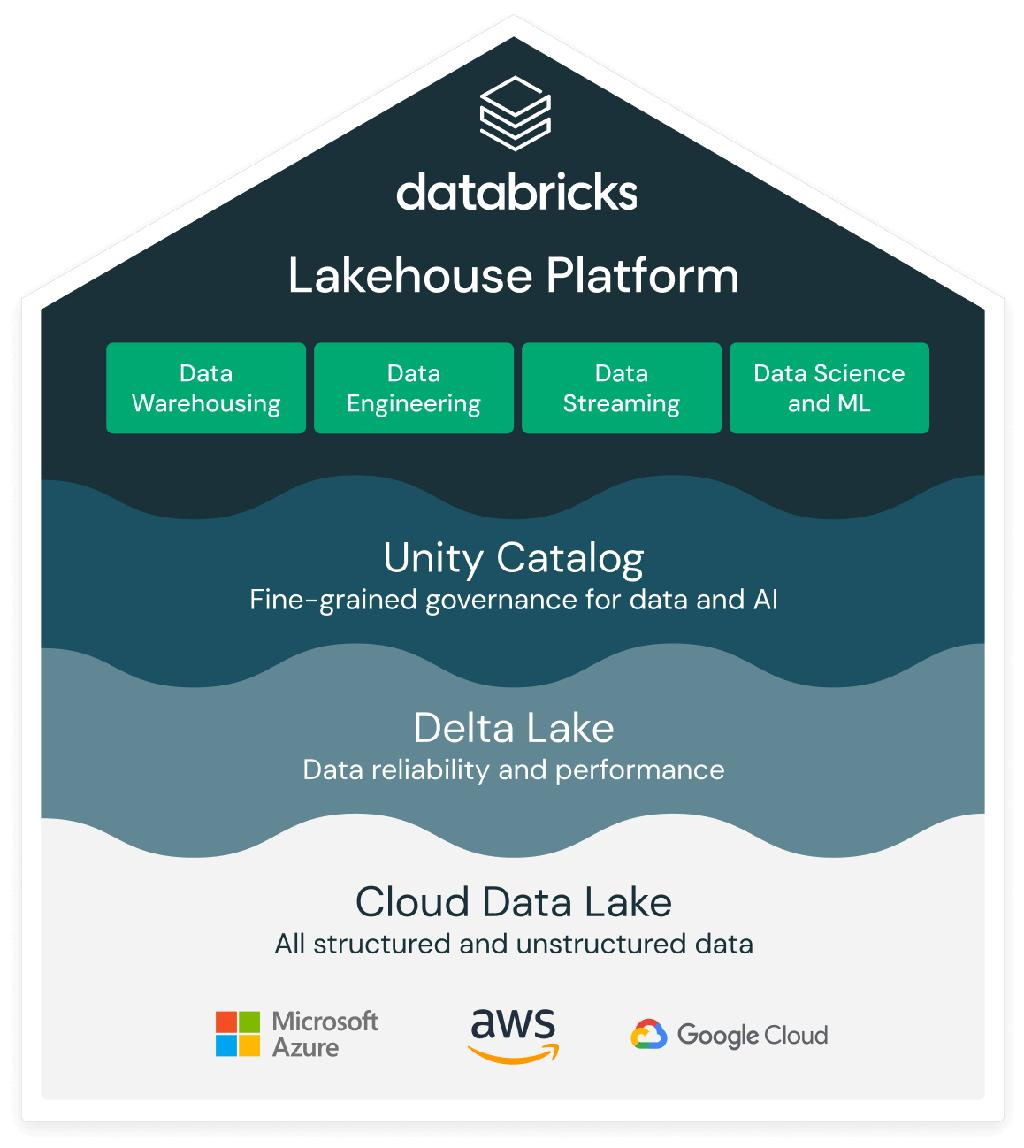 databricks
Lakehouse Platform
Data
Warehousing
Data
Engineering
Data
Streaming
Data Science
and ML
Unity Catalog
Fine-grained governance for data and AI
Delta Lake
Data reliability and performance
Cloud Data Lake
All structured and unstructured data
Microsoft
Azure
aws
Google Cloud